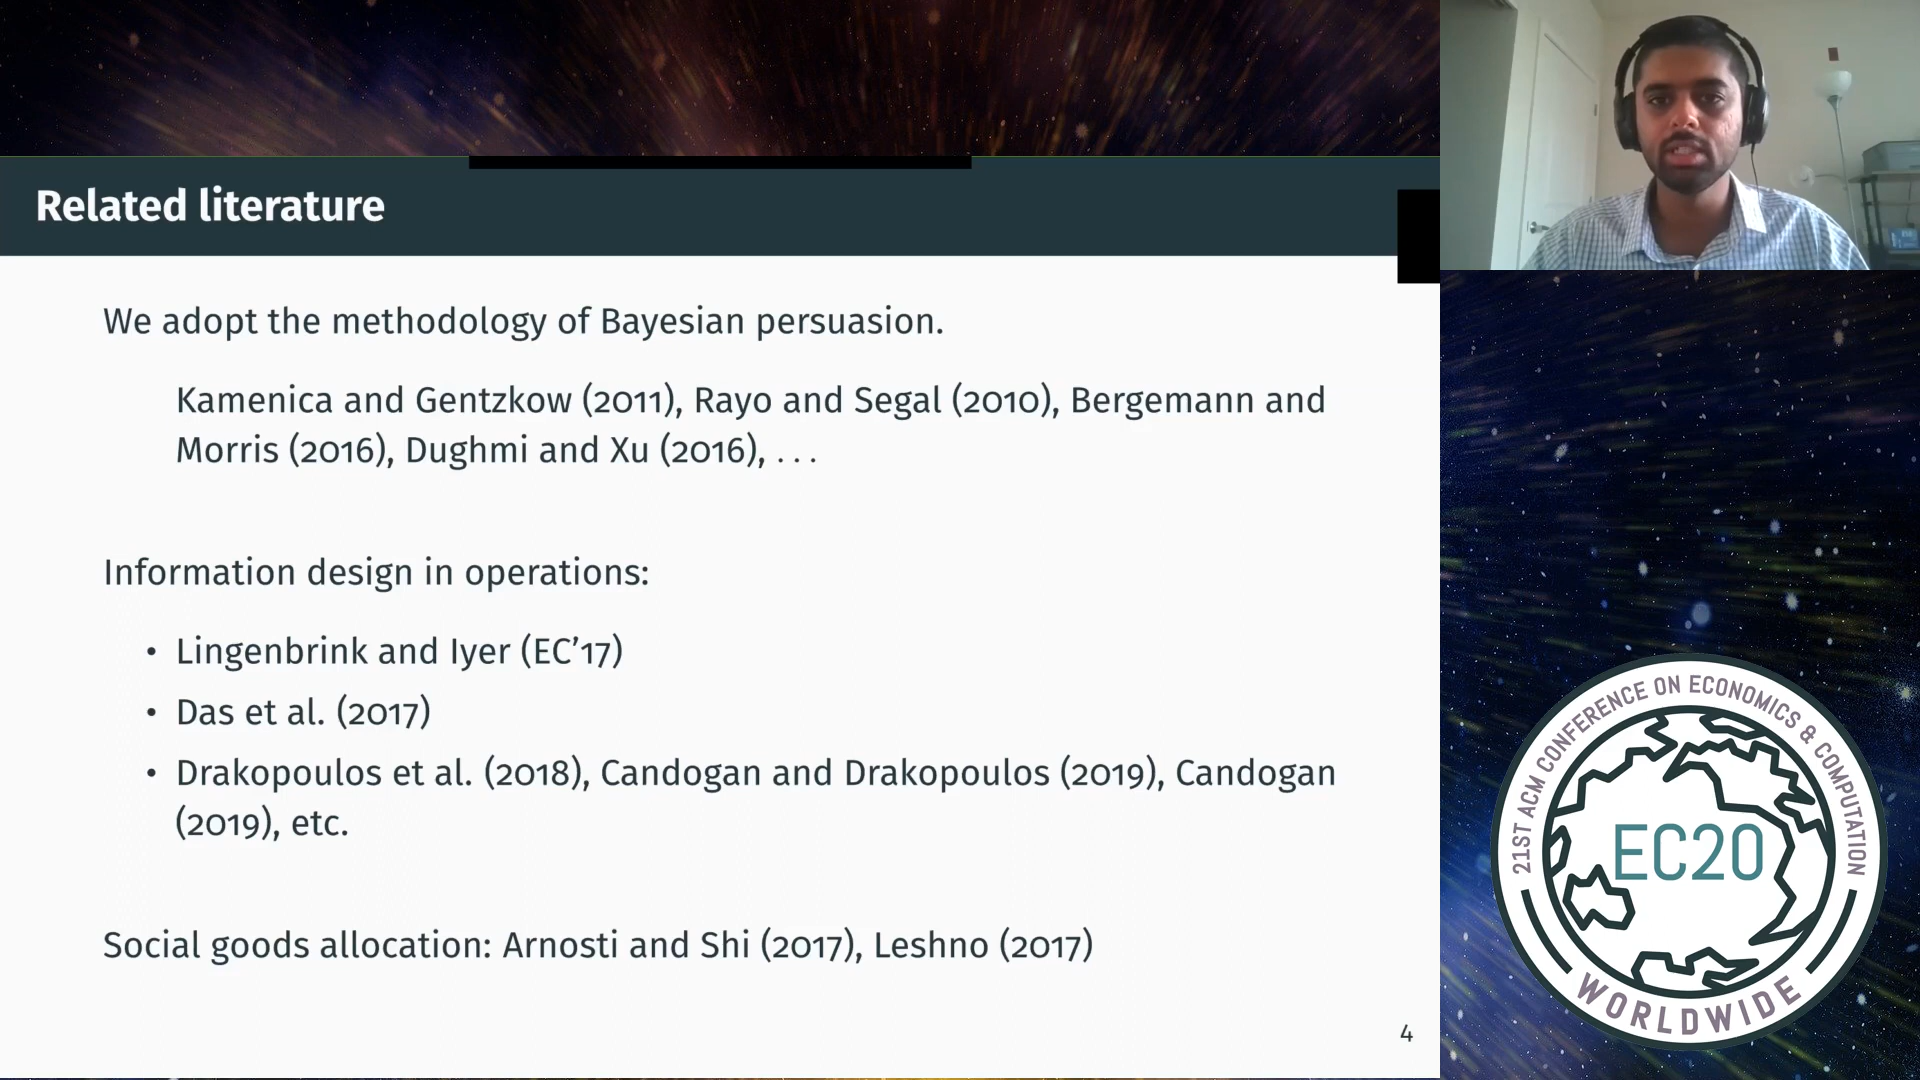 Related literature
We adopt the methodology of Bayesian persuasion.
Kamenica and Gentzkow (2011), Rayo and Segal (2010), Bergemann and
Morris (2016), Dughmi and Xu (2016), . . .
Information design in operations:
• Lingenbrink and Iyer (EC’17)
• Das et al. (2017)
• Drakopoulos et al. (2018), Candogan and Drakopoulos (2019), Candogan
(2019), etc.
Social goods allocation: Arnosti and Shi (2017), Leshno (2017)
4
21ST ACM CONFERENCE ON ECONOMICS & COMPUTATION
EC20
WORLDWIDE